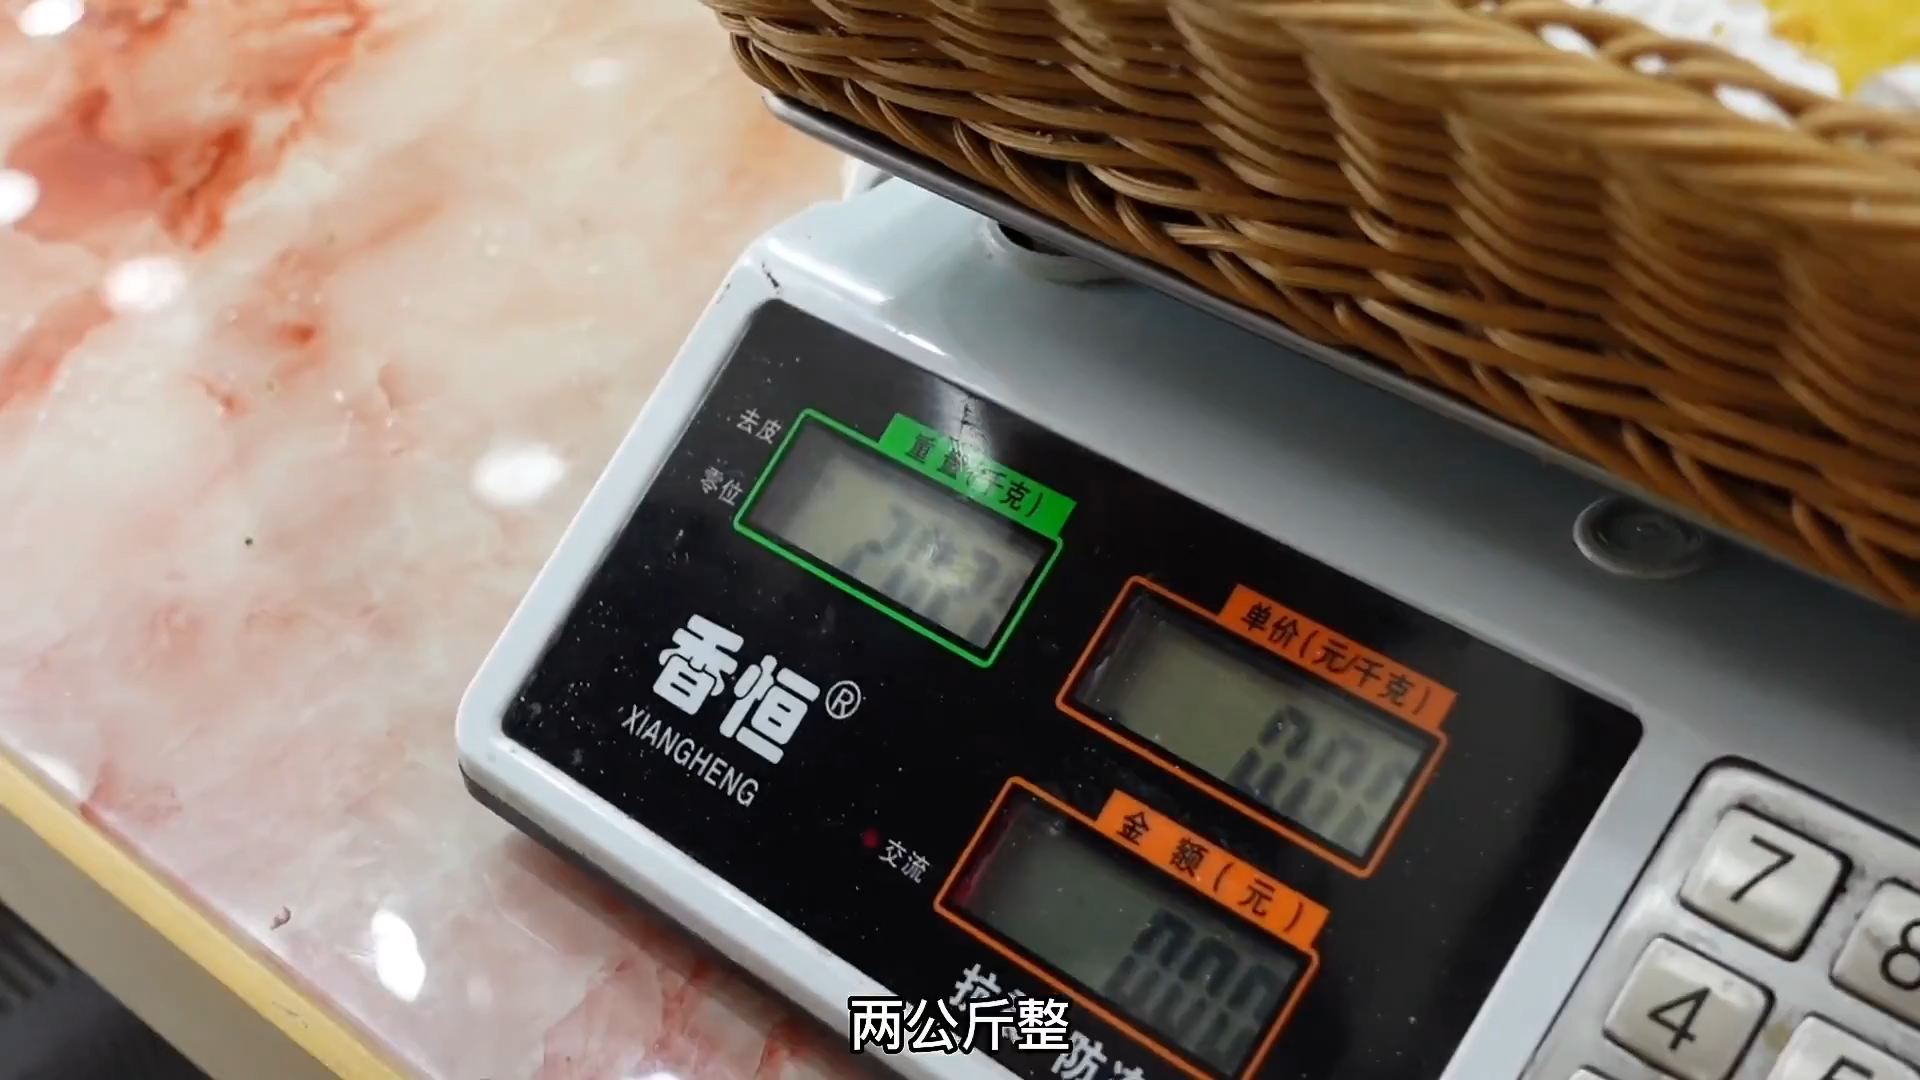 去皮
重量(千克)
零位
单价(元/千克)
香恒®
XIANGHENG
金额(元)
交流
7
8
4
两公斤整